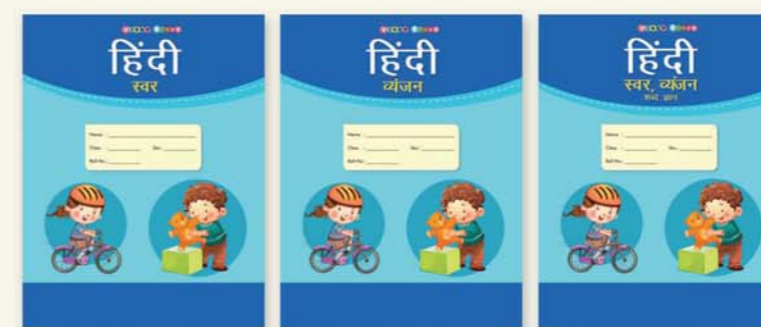 हिंदी
स्वर
Name :
Class : Sec :
Roll No. :
हिंदी
व्यंजन
Name :
Class : Sec :
Roll No. :
हिंदी
स्वर, व्यंजन
शब्द ज्ञान
Name :
Class : Sec :
Roll No. :